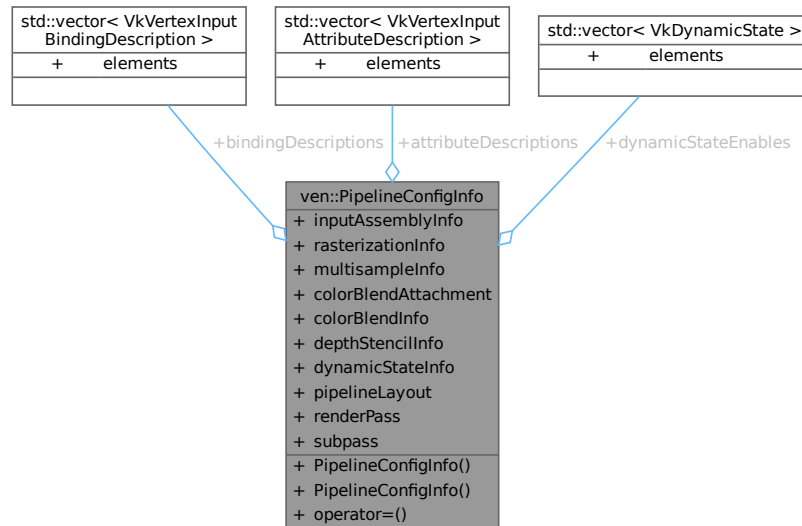 std::vector< VkVertexInput
BindingDescription >
+ elements
std::vector< VkVertexInput
AttributeDescription >
+ elements
std::vector< VkDynamicState >
+ elements
+bindingDescriptions
+attributeDescriptions
+dynamicStateEnables
ven::PipelineConfigInfo
+ inputAssemblyInfo
+ rasterizationInfo
+ multisampleInfo
+ colorBlendAttachment
+ colorBlendInfo
+ depthStencilInfo
+ dynamicStateInfo
+ pipelineLayout
+ renderPass
+ subpass
+ PipelineConfigInfo()
+ PipelineConfigInfo()
+ operator=()